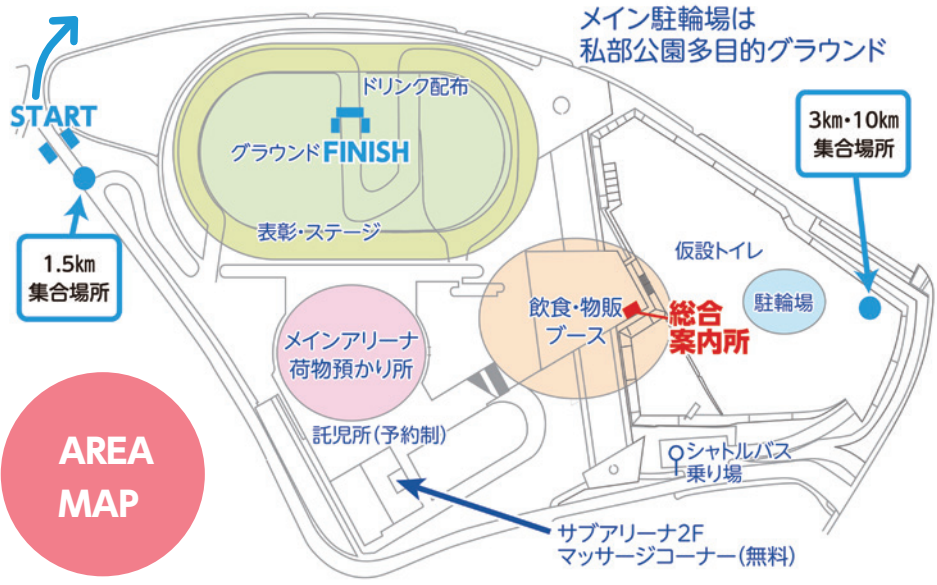 メイン駐輪場は
私部公園多目的グラウンド
START
ドリンク配布
グラウンド FINISH
3km・10km
集合場所
表彰・ステージ
1.5km
集合場所
仮設トイレ
駐輪場
飲食・物販
ブース
総合
案内所
メインアリーナ
荷物預かり所
託児所(予約制)
AREA
MAP
シャトルバス
乗り場
サブアリーナ2F
マッサージコーナー(無料)